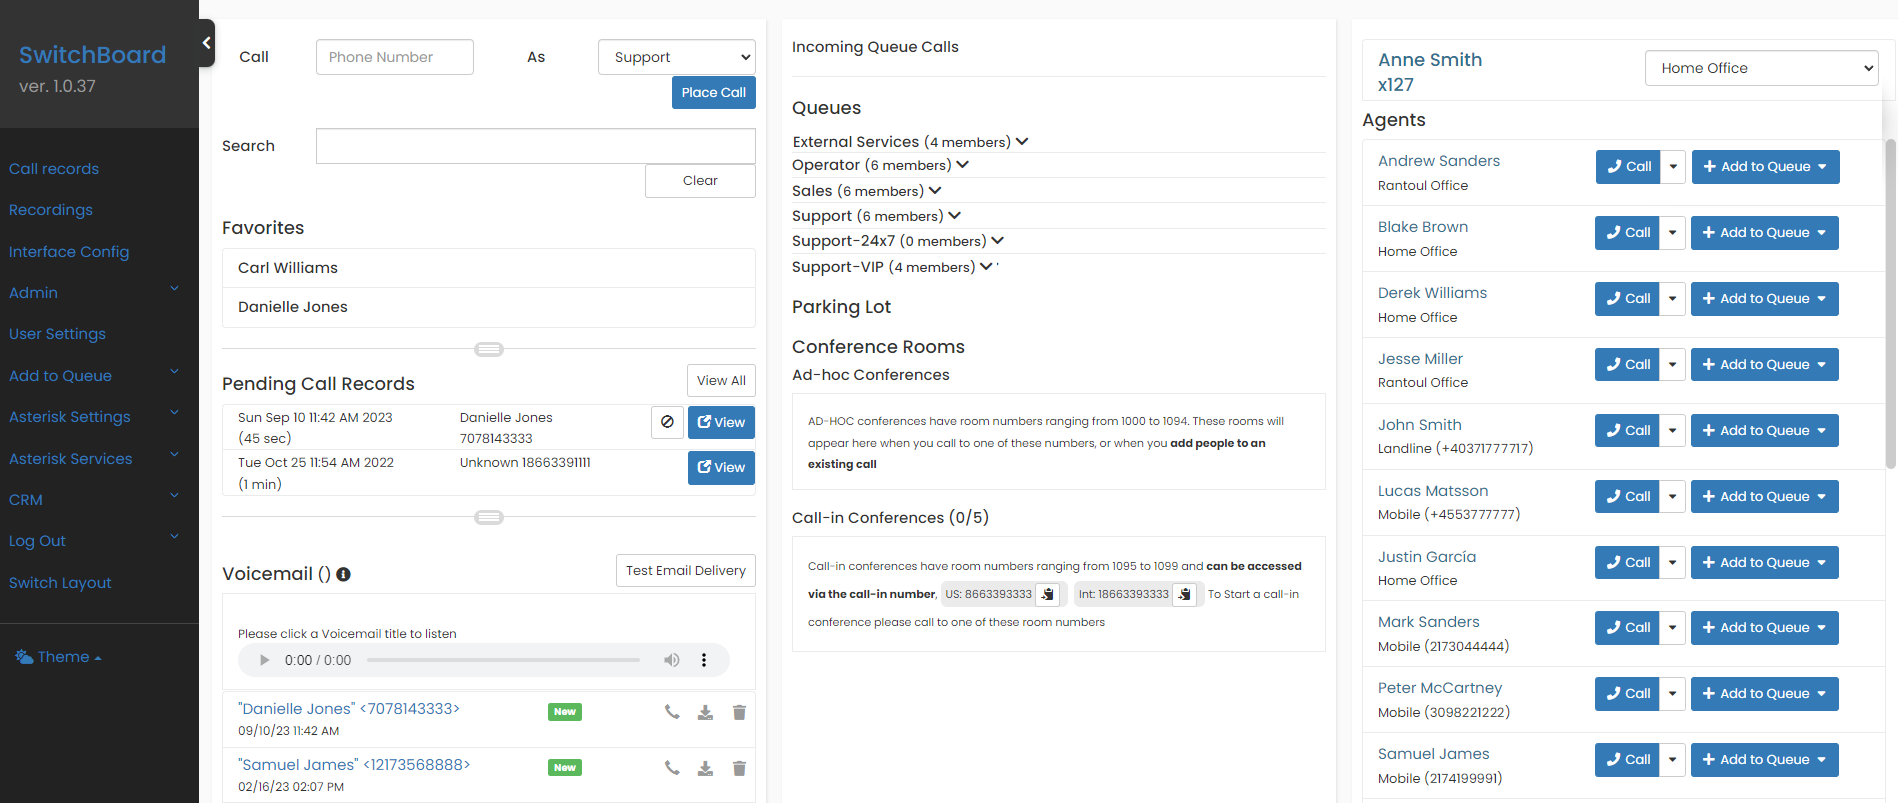 SwitchBoard
ver. 1.0.37
Call records
Recordings
Interface Config
Admin
User Settings
Add to Queue
Asterisk Settings
Asterisk Services
CRM
Log Out
Switch Layout
Theme
Call
Phone Number
As
Support
Place Call
Search
Clear
Favorites
Carl Williams
Danielle Jones
Pending Call Records
View All
Sun Sep 10 11:42 AM 2023
(45 sec)
Danielle Jones
7078143333
View
Tue Oct 25 11:54 AM 2022
(1 min)
Unknown 18663391111
View
Voicemail ()
Test Email Delivery
Please click a Voicemail title to listen
0:00 / 0:00
"Danielle Jones" <7078143333>
New
09/10/23 11:42 AM
"Samuel James" <12173568888>
New
02/16/23 02:07 PM
Incoming Queue Calls
Queues
External Services (4 members)
Operator (6 members)
Sales (6 members)
Support (6 members)
Support-24x7 (0 members)
Support-VIP (4 members) '
Parking Lot
Conference Rooms
Ad-hoc Conferences
AD-HOC conferences have room numbers ranging from 1000 to 1094. These rooms will
appear here when you call to one of these numbers, or when you add people to an
existing call
Call-in Conferences (0/5)
Call-in conferences have room numbers ranging from 1095 to 1099 and can be accessed
via the call-in number, US: 8663393333 Int: 18663393333 To Start a call-in
conference please call to one of these room numbers
Anne Smith
x127
Home Office
Agents
Andrew Sanders
Rantoul Office
Call
Add to Queue
Blake Brown
Home Office
Call
Add to Queue
Derek Williams
Home Office
Call
Add to Queue
Jesse Miller
Rantoul Office
Call
Add to Queue
John Smith
Landline (+40371777717)
Call
Add to Queue
Lucas Matsson
Mobile (+4553777777)
Call
Add to Queue
Justin García
Home Office
Call
Add to Queue
Mark Sanders
Mobile (2173044444)
Call
Add to Queue
Peter McCartney
Mobile (3098221222)
Call
Add to Queue
Samuel James
Mobile (2174199991)
Call
Add to Queue